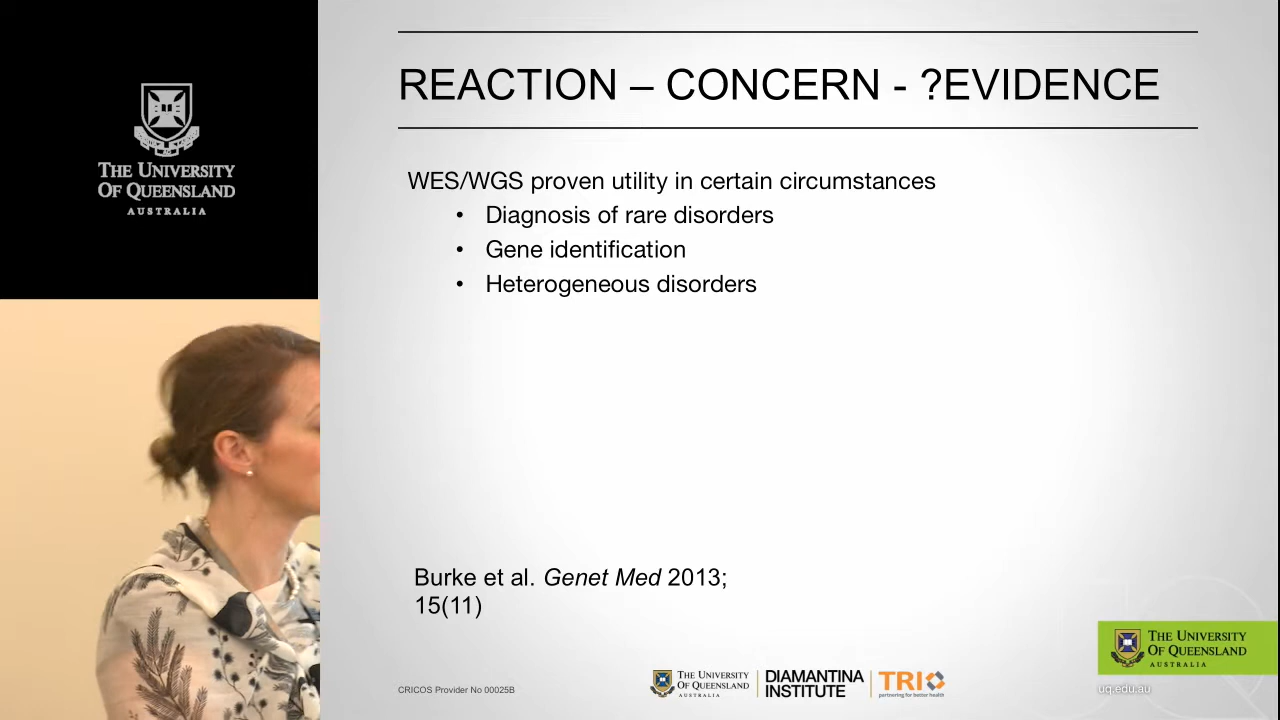 THE UNIVERSITY
OF QUEENSLAND
AUSTRALIA
REACTION – CONCERN - ?EVIDENCE
WES/WGS proven utility in certain circumstances
• Diagnosis of rare disorders
• Gene identification
• Heterogeneous disorders
Burke et al. Genet Med 2013;
15(11)
CRICOS Provider No 00025B
THE UNIVERSITY
OF QUEENSLAND
AUSTRALIA
DIAMANTINA
INSTITUTE
TRI
partnering for better health
THE UNIVERSITY
OF QUEENSLAND
AUSTRALIA
uq.edu.au